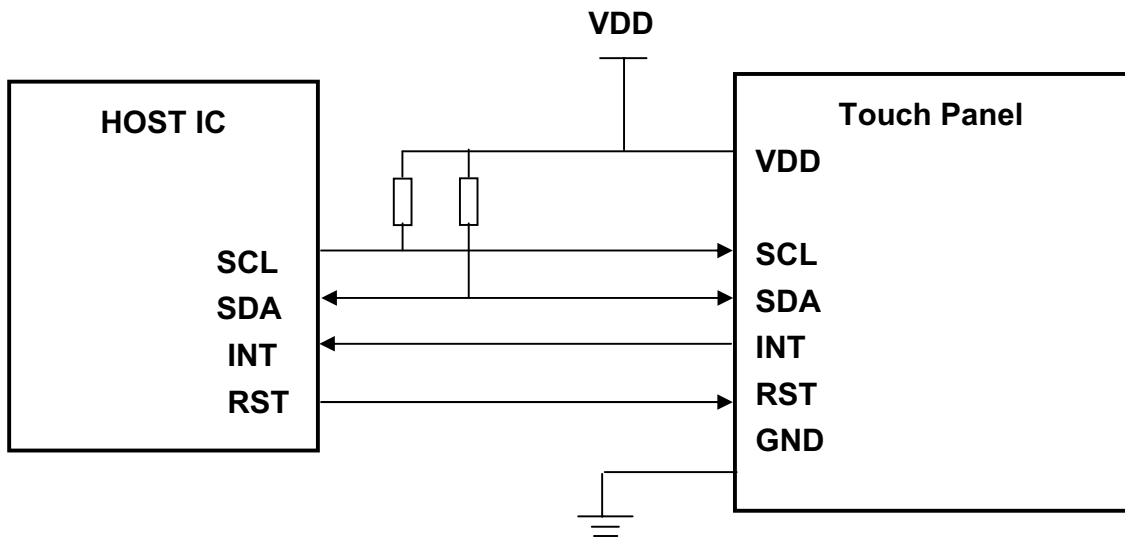 VDD
HOST IC
SCL
SDA
INT
RST
Touch Panel
VDD
SCL
SDA
INT
RST
GND